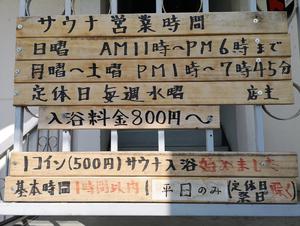 サウナ営業時間
日曜 AM11時〜PM6時まで
月曜〜土曜 PM1時〜7時45分
定休日毎週水曜 店主
入浴料金800円へ
1コイン(500円)サウナ入浴始めました
基本時間1時間以内 平日のみ(定休日祭日除く)